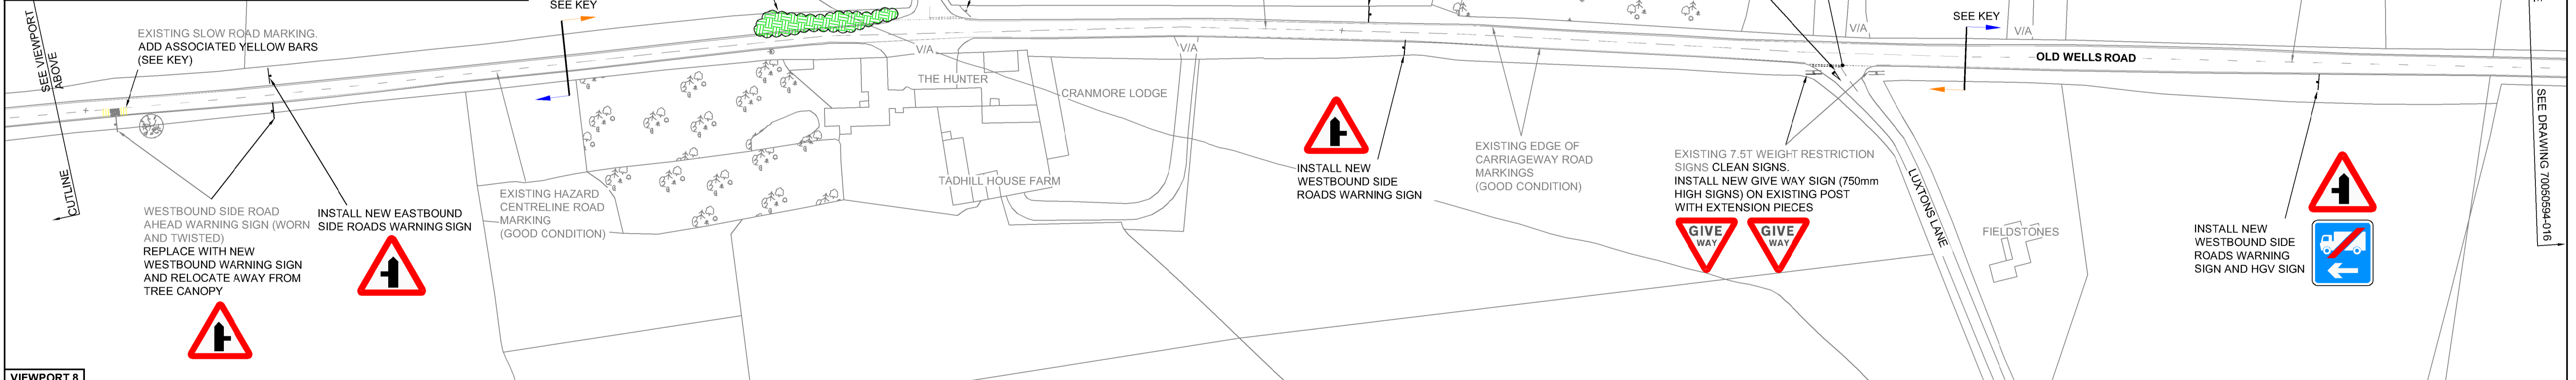 SEE KEY
SEE VIEWPORT
ABOVE
CUTLINE
EXISTING SLOW ROAD MARKING.
ADD ASSOCIATED YELLOW BARS
(SEE KEY)
WESTBOUND SIDE ROAD
AHEAD WARNING SIGN (WORN
AND TWISTED)
REPLACE WITH NEW
WESTBOUND WARNING SIGN
AND RELOCATE AWAY FROM
TREE CANOPY
INSTALL NEW EASTBOUND
SIDE ROADS WARNING SIGN
EXISTING HAZARD
CENTRELINE ROAD
MARKING
(GOOD CONDITION)
V/A
THE HUNTER
CRANMORE LODGE
TADHILL HOUSE FARM
V/A
INSTALL NEW
WESTBOUND SIDE
ROADS WARNING SIGN
EXISTING EDGE OF
CARRIAGEWAY ROAD
MARKINGS
(GOOD CONDITION)
EXISTING 7.5T WEIGHT RESTRICTION
SIGNS CLEAN SIGNS.
INSTALL NEW GIVE WAY SIGN (750mm
HIGH SIGNS) ON EXISTING POST
WITH EXTENSION PIECES
GIVE
WAY
GIVE
WAY
V/A
SEE KEY
V/A
OLD WELLS ROAD
LUXTONS LANE
FIELDSTONES
INSTALL NEW
WESTBOUND SIDE
ROADS WARNING
SIGN AND HGV SIGN
SEE DRAWING 70050594-016
VIEWPORT 8